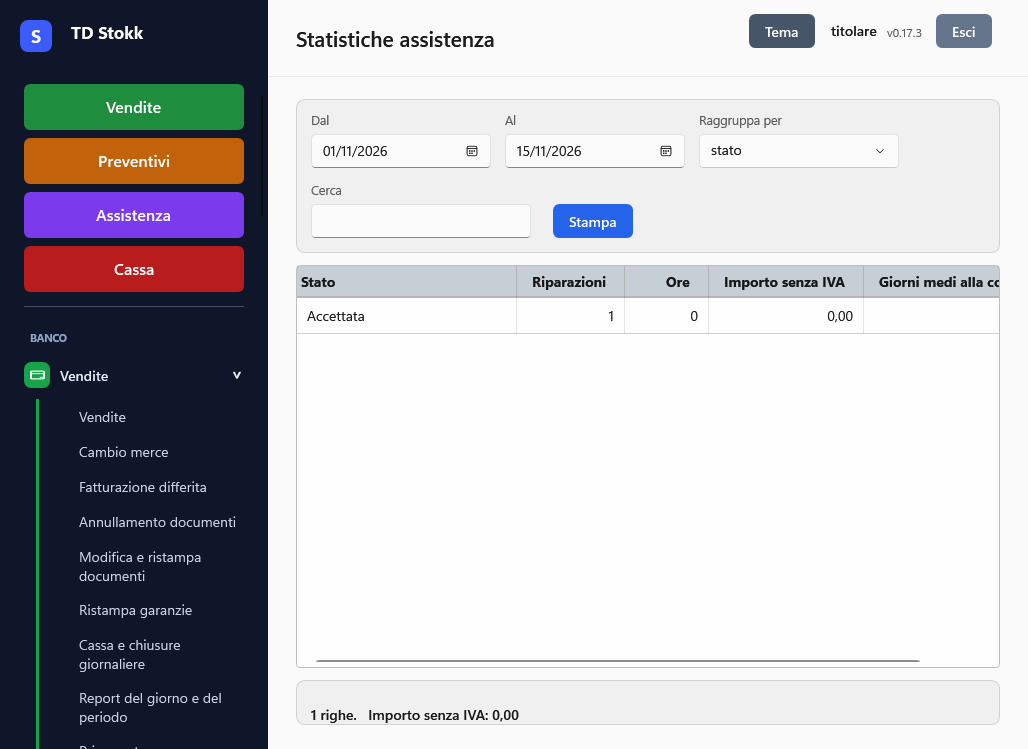 S
TD Stokk
Vendite
Preventivi
Assistenza
Cassa
BANCO
Vendite
Vendite
Cambio merce
Fatturazione differita
Annullamento documenti
Modifica e ristampa
documenti
Ristampa garanzie
Cassa e chiusure
giornaliere
Report del giorno e del
periodo
Statistiche assistenza
Tema
titolare
v0.17.3
Esci
Dal
Al
Raggruppa per
01/11/2026
15/11/2026
stato
Cerca
Stampa
Stato
Riparazioni
Ore
Importo senza IVA
Giorni medi alla
Accettata
1
0
0,00
1 righe. Importo senza IVA: 0,00